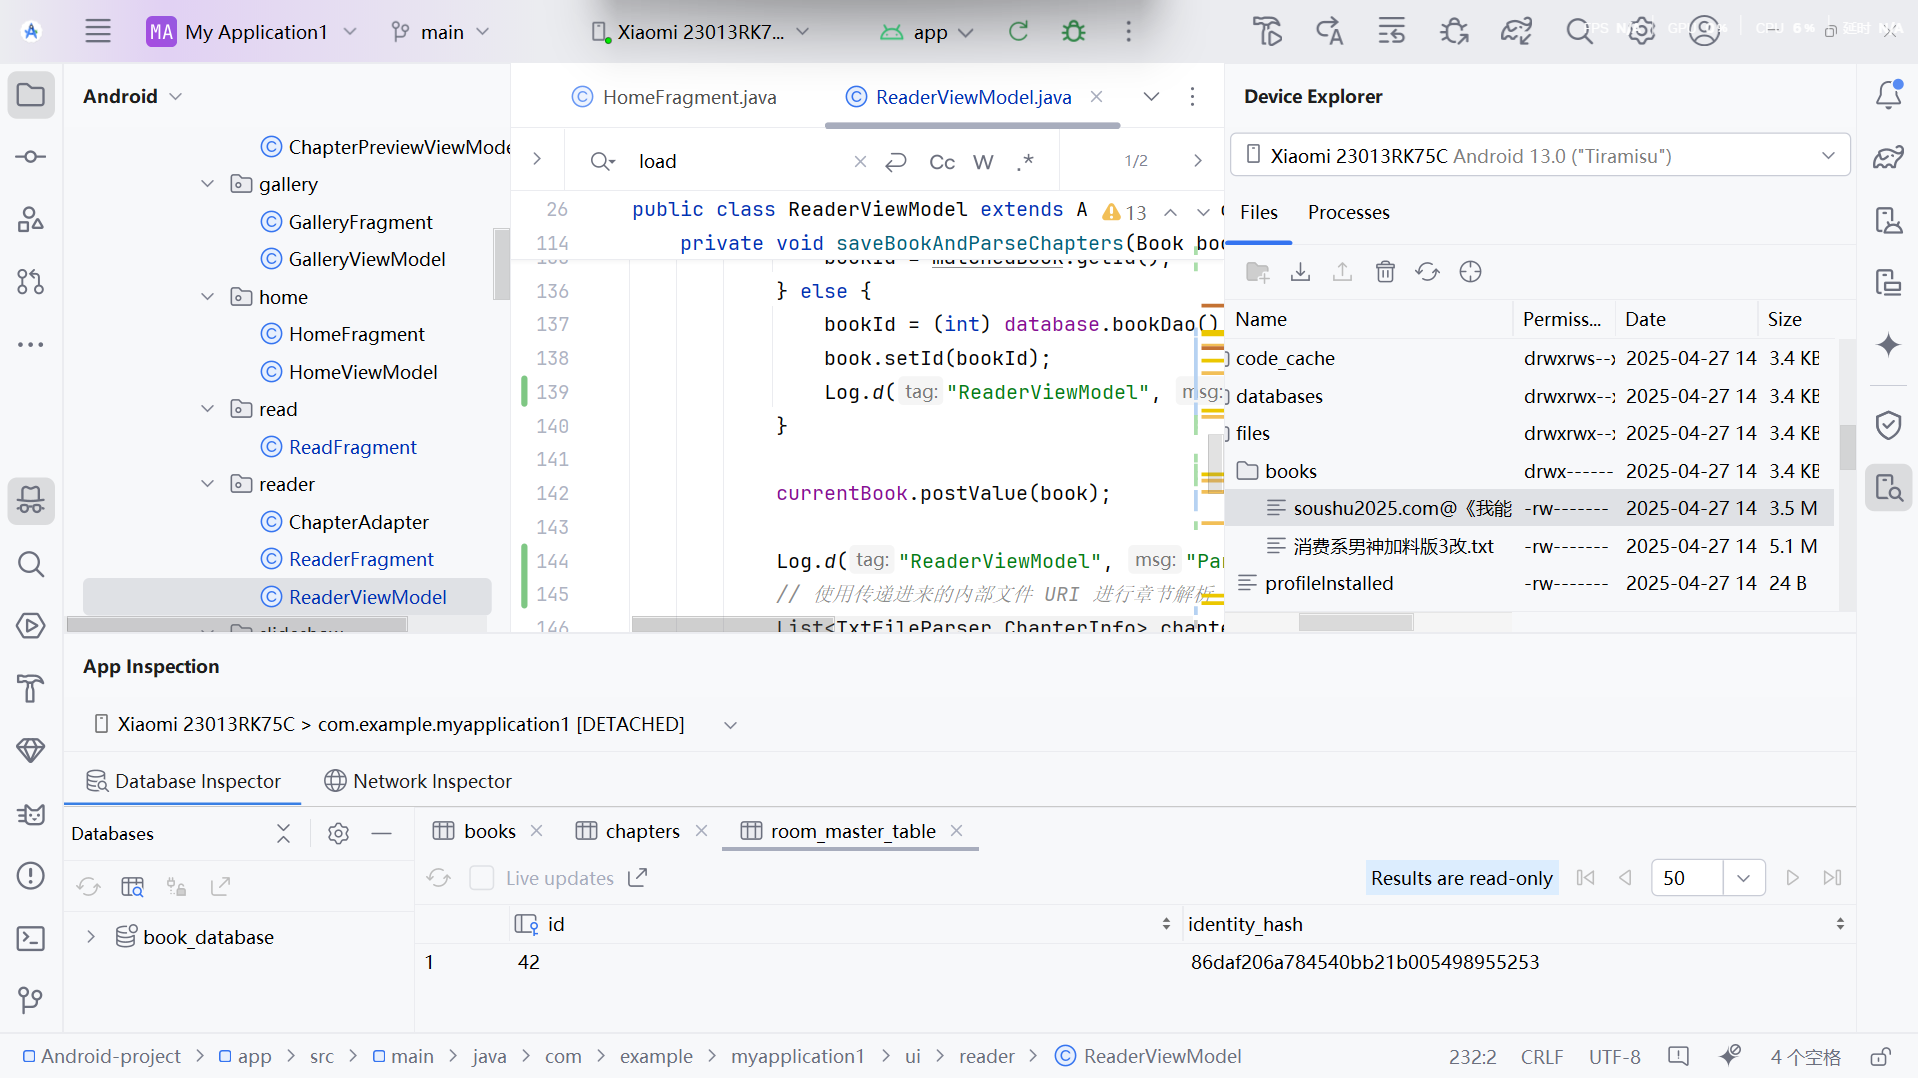 MA My Application1
main
Xiaomi 23013RK7...
app
FPS N/A GPU 0% CPU 6% 延时 N/A
Android
ChapterPreviewViewMode
gallery
GalleryFragment
GalleryViewModel
home
HomeFragment
HomeViewModel
read
ReadFragment
reader
ChapterAdapter
ReaderFragment
ReaderViewModel
slideshow
HomeFragment.java
ReaderViewModel.java
load
Cc W .*
1/2
26 public class ReaderViewModel extends A
13
114 private void saveBookAndParseChapters(Book boo
bookId = matchedBook.getId();
136 } else {
137 bookId = (int) database.bookDao()
138 book.setId(bookId);
139 Log.d( tag: "ReaderViewModel", msg:
140 }
141
142 currentBook.postValue(book);
143
144 Log.d( tag: "ReaderViewModel", msg: "Par
145 // 使用传递进来的内部文件 URI 进行章节解析
146 List<TxtFileParser.ChapterInfo> chapte
Device Explorer
Xiaomi 23013RK75C Android 13.0 ("Tiramisu")
Files Processes
Name Permiss... Date Size
code_cache drwxrws--x 2025-04-27 14 3.4 KB
databases drwxrwx--x 2025-04-27 14 3.4 KB
files drwxrwx--x 2025-04-27 14 3.4 KB
books drwx------ 2025-04-27 14 3.4 KB
soushu2025.com@《我能 -rw------- 2025-04-27 14 3.5 M
消费系男神加料版3改.txt -rw------- 2025-04-27 14 5.1 M
profileInstalled -rw------- 2025-04-27 14 24 B
App Inspection
Xiaomi 23013RK75C > com.example.myapplication1 [DETACHED]
Database Inspector Network Inspector
Databases
book_database
books chapters room_master_table
Live updates
Results are read-only
50
id identity_hash
1 42 86daf206a784540bb21b005498955253
Android-project > app > src > main > java > com > example > myapplication1 > ui > reader > ReaderViewModel
232:2 CRLF UTF-8 4 个空格